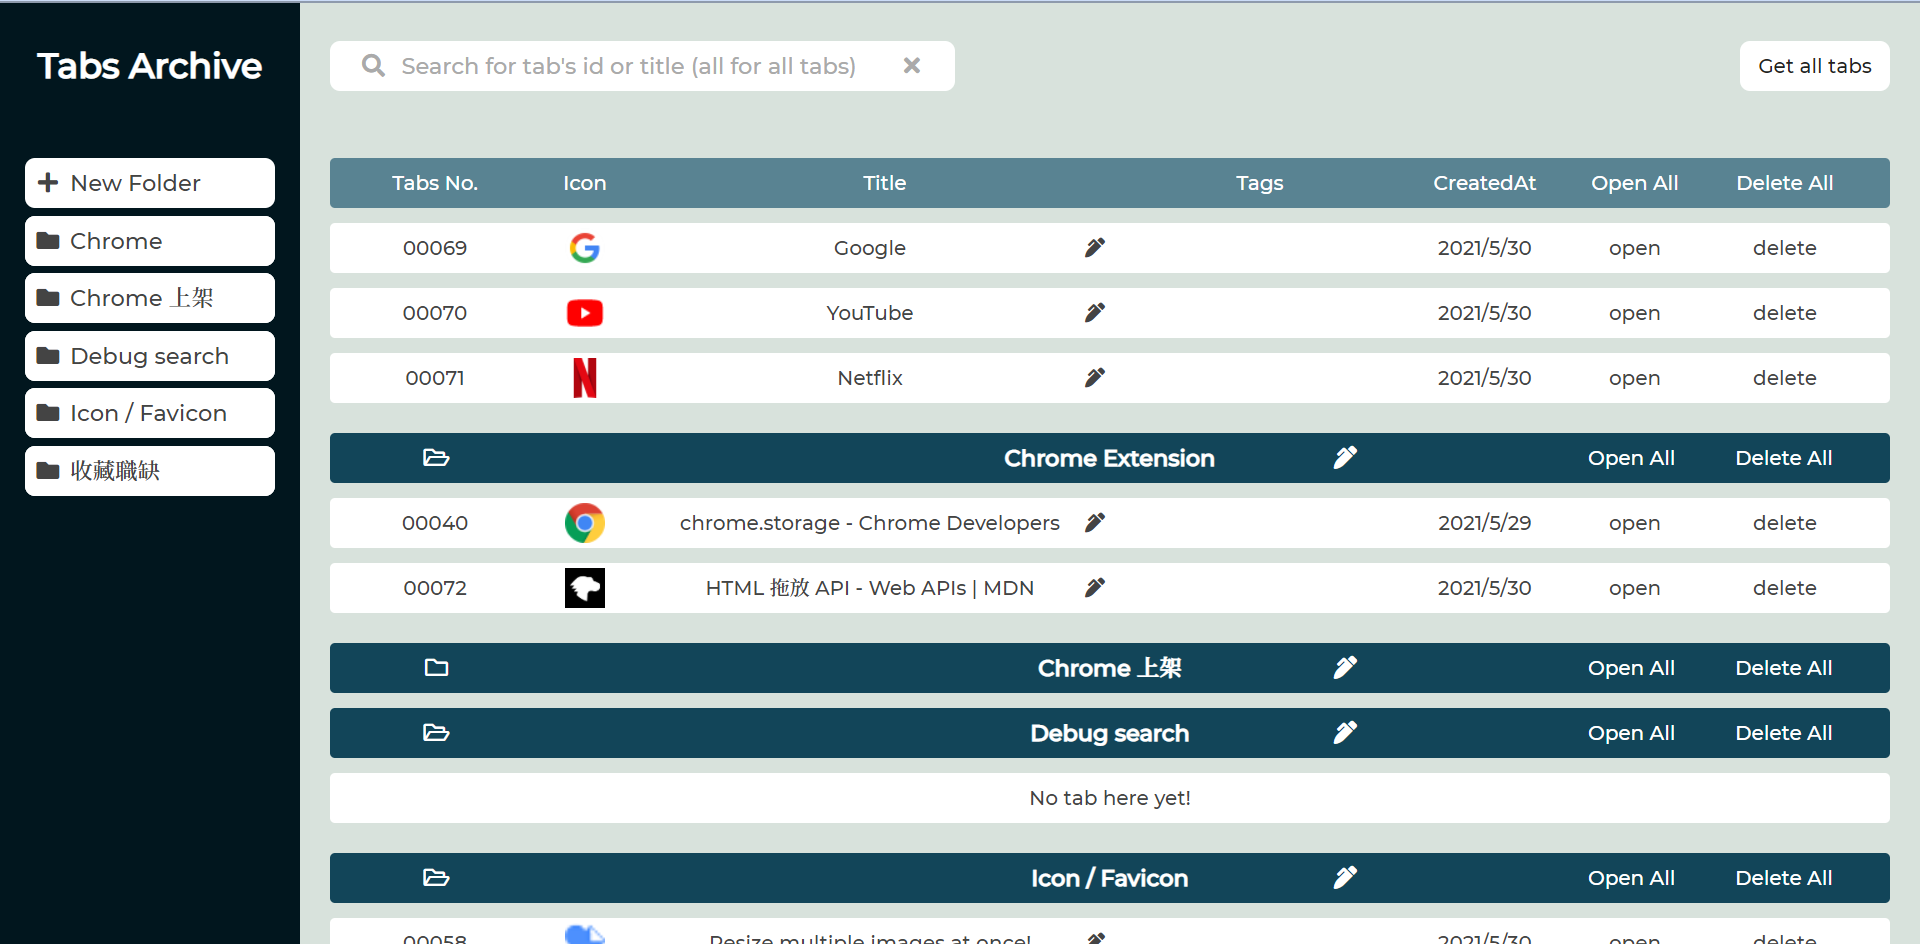 Tabs Archive
Search for tab's id or title (all for all tabs)
Get all tabs
New Folder
Chrome
Chrome 上架
Debug search
Icon / Favicon
收藏職缺
Tabs No. Icon Title Tags CreatedAt Open All Delete All
00069 Google 2021/5/30 open delete
00070 YouTube 2021/5/30 open delete
00071 Netflix 2021/5/30 open delete
Chrome Extension Open All Delete All
00040 chrome.storage - Chrome Developers 2021/5/29 open delete
00072 HTML 拖放 API - Web APIs | MDN 2021/5/30 open delete
Chrome 上架 Open All Delete All
Debug search Open All Delete All
No tab here yet!
Icon / Favicon Open All Delete All
00058 Resize multiple images at once! 2021/5/30 open delete